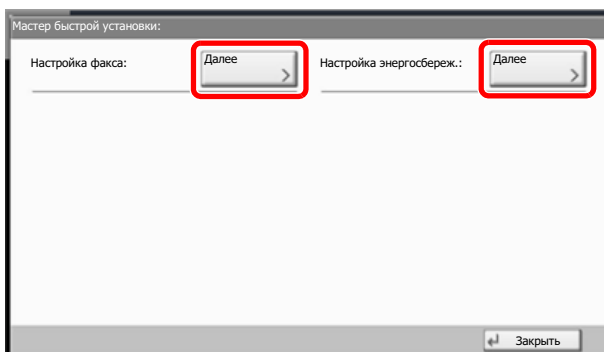 Мастер быстрой установки:
Настройка факса: Далее Настройка энергосбереж.: Далее
Закрыть